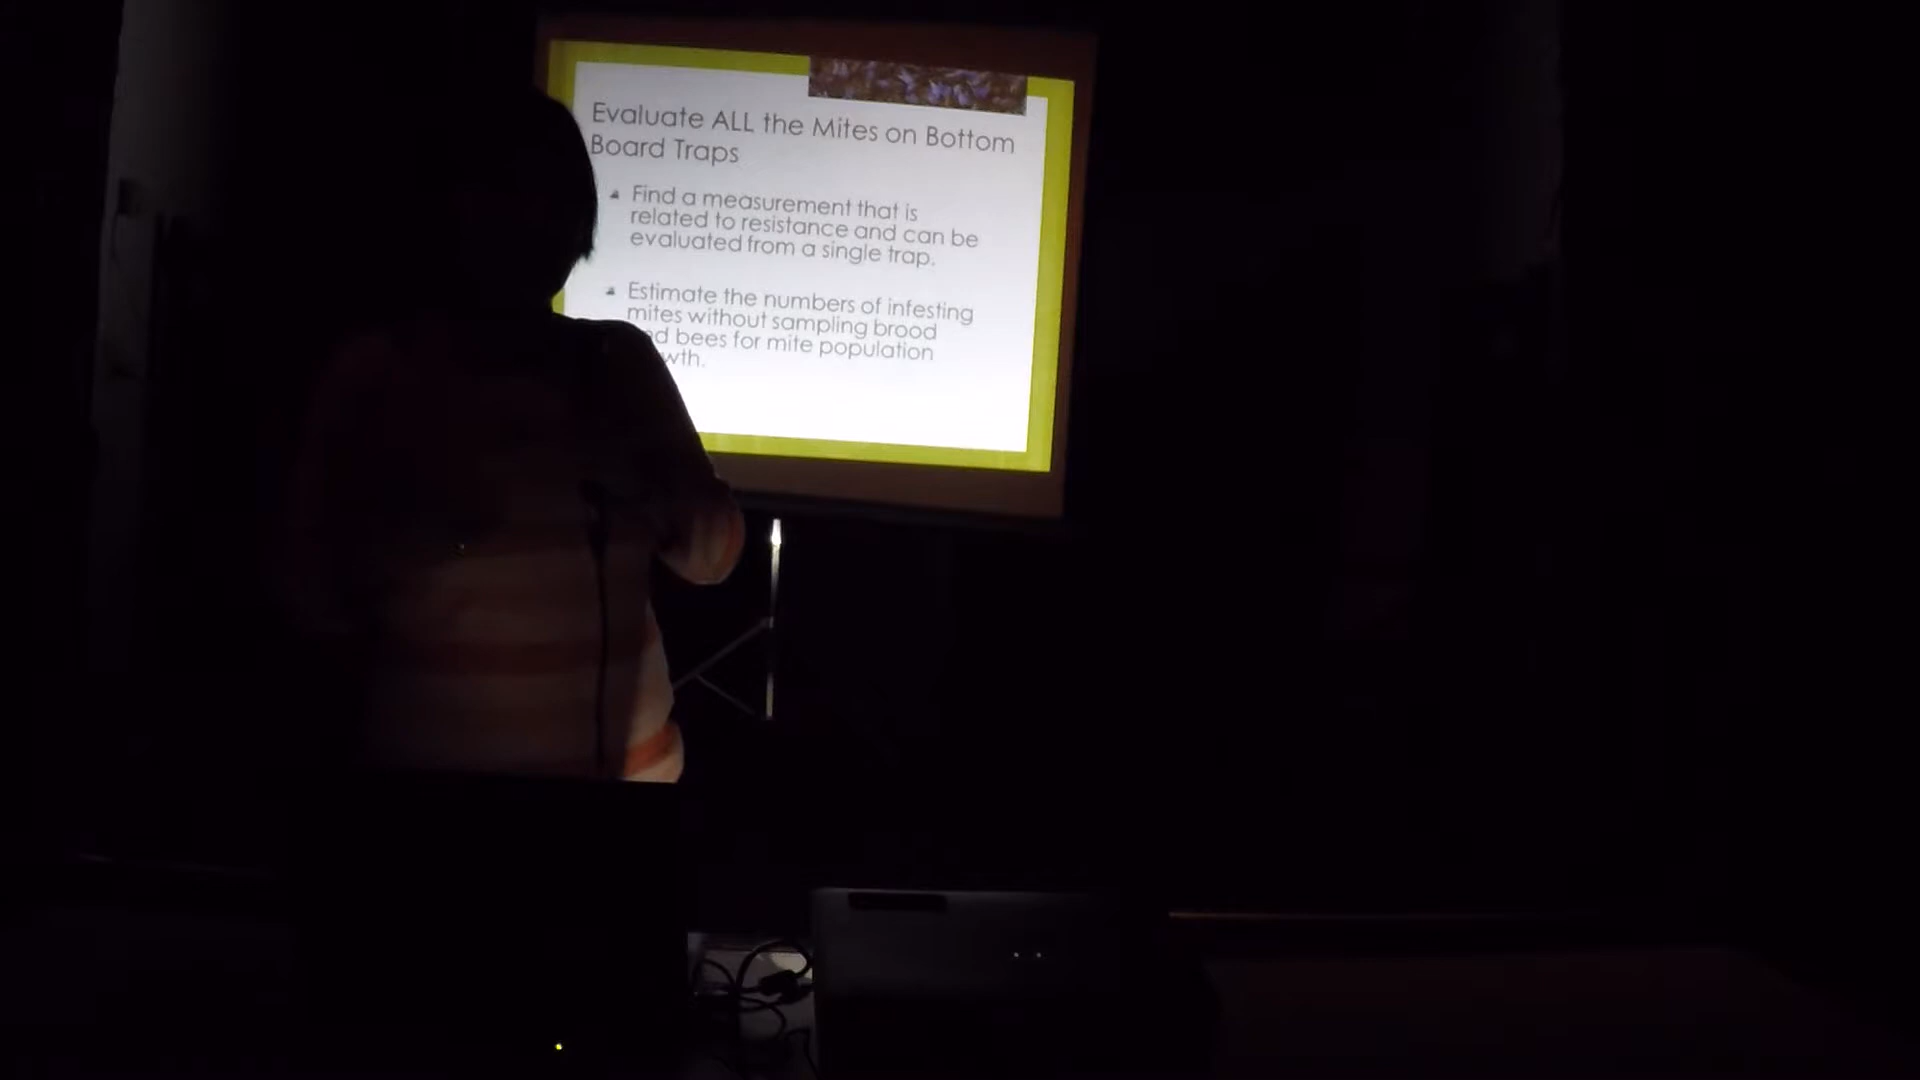 Evaluate ALL the Mites on Bottom
Board Traps
Find a measurement that is
related to resistance and can be
evaluated from a single trap.
Estimate the numbers of infesting
mites without sampling brood
bees for mite population